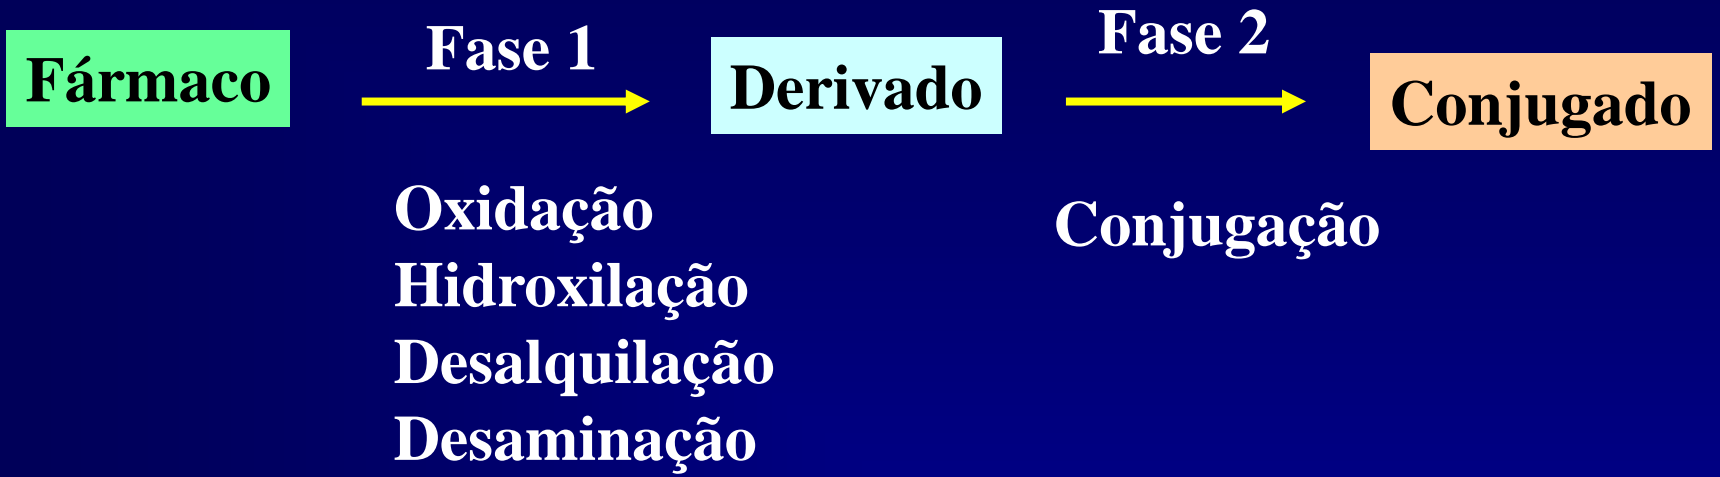 Fármaco
Fase 1
Derivado
Fase 2
Conjugado
Oxidação
Hidroxilação
Desalquilação
Desaminação
Conjugação